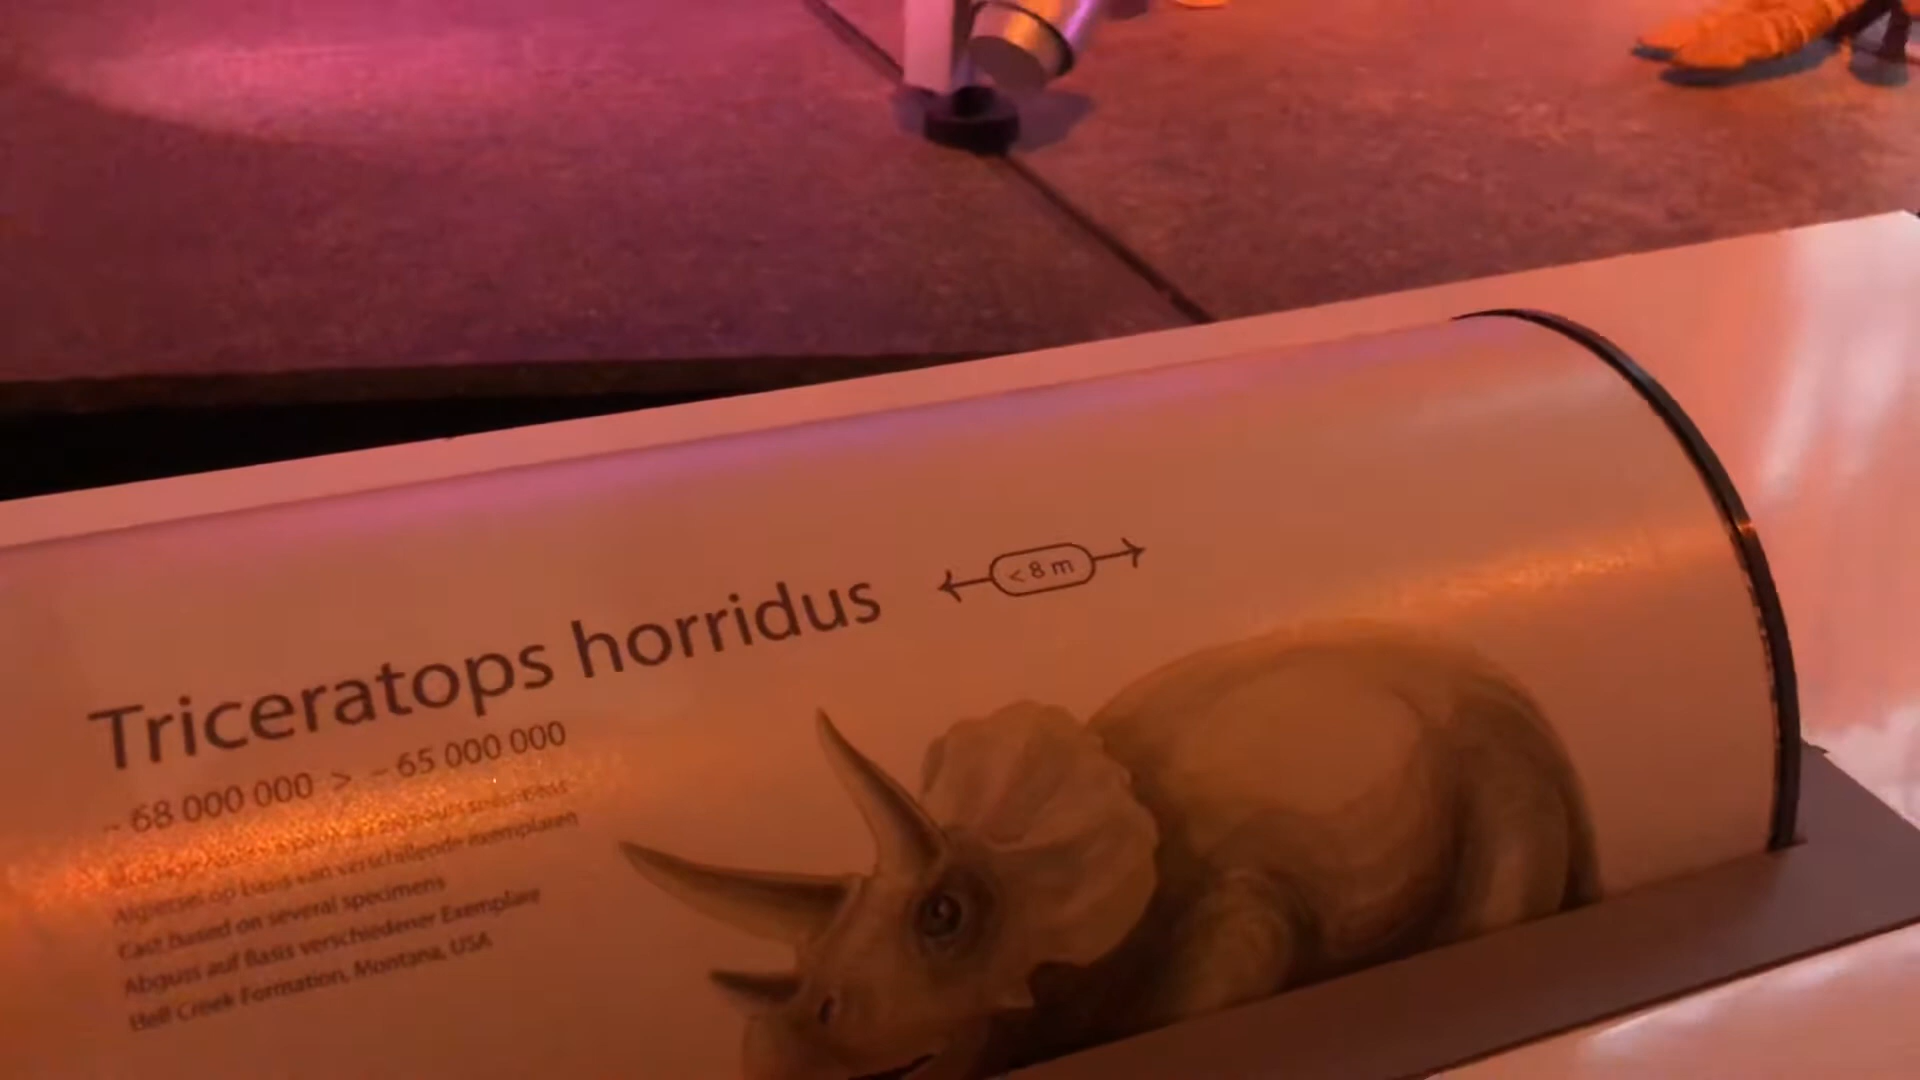 Triceratops horridus
< 8 m
~ 68 000 000 > ~ 65 000 000
Afgietsel op basis van verschillende exemplaren
Cast based on several specimens
Abguss auf Basis verschiedener Exemplare
Hell Creek Formation, Montana, USA